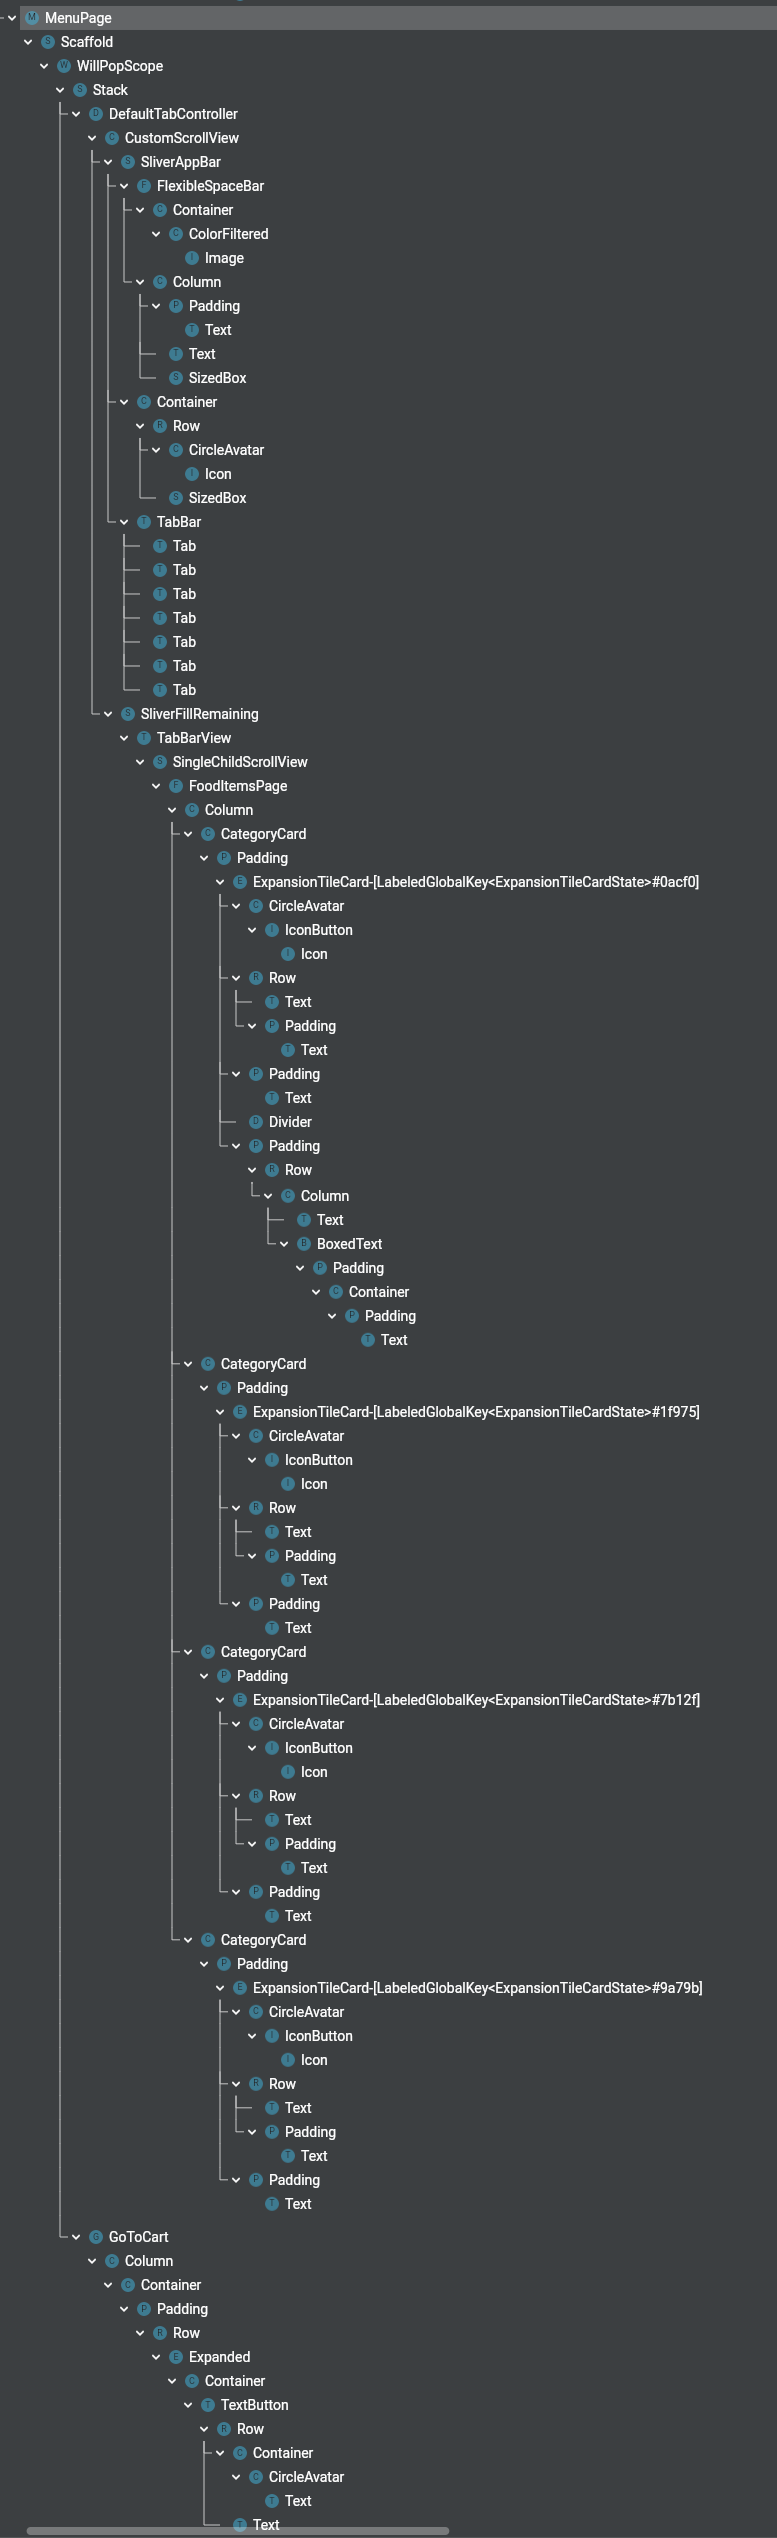 M MenuPage
S Scaffold
W WillPopScope
S Stack
D DefaultTabController
C CustomScrollView
S SliverAppBar
F FlexibleSpaceBar
C Container
C ColorFiltered
I Image
C Column
P Padding
T Text
T Text
S SizedBox
C Container
R Row
C CircleAvatar
I Icon
S SizedBox
T TabBar
T Tab
T Tab
T Tab
T Tab
T Tab
T Tab
T Tab
S SliverFillRemaining
T TabBarView
S SingleChildScrollView
F FoodItemsPage
C Column
C CategoryCard
P Padding
E ExpansionTileCard-[LabeledGlobalKey<ExpansionTileCardState>#0acf0]
C CircleAvatar
I IconButton
I Icon
R Row
T Text
P Padding
T Text
P Padding
T Text
D Divider
P Padding
R Row
C Column
T Text
B BoxedText
P Padding
C Container
P Padding
T Text
C CategoryCard
P Padding
E ExpansionTileCard-[LabeledGlobalKey<ExpansionTileCardState>#1f975]
C CircleAvatar
I IconButton
I Icon
R Row
T Text
P Padding
T Text
P Padding
T Text
C CategoryCard
P Padding
E ExpansionTileCard-[LabeledGlobalKey<ExpansionTileCardState>#7b12f]
C CircleAvatar
I IconButton
I Icon
R Row
T Text
P Padding
T Text
P Padding
T Text
C CategoryCard
P Padding
E ExpansionTileCard-[LabeledGlobalKey<ExpansionTileCardState>#9a79b]
C CircleAvatar
I IconButton
I Icon
R Row
T Text
P Padding
T Text
P Padding
T Text
G GoToCart
C Column
C Container
P Padding
R Row
E Expanded
C Container
T TextButton
R Row
C Container
C CircleAvatar
T Text
T Text